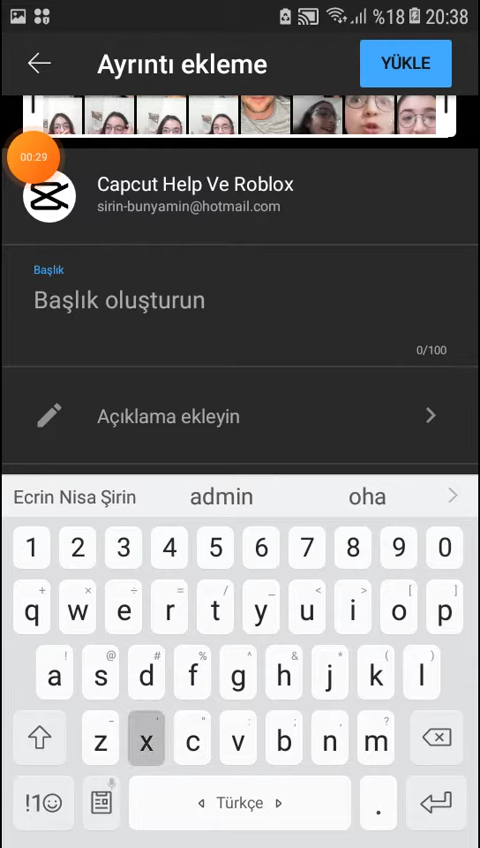 %18 20:38
Ayrıntı ekleme YÜKLE
00:29
Capcut Help Ve Roblox
sirin-bunyamin@hotmail.com
Başlık
Başlık oluşturun
0/100
Açıklama ekleyin
Ecrin Nisa Şirin admin oha
1 2 3 4 5 6 7 8 9 0
+ × ÷ = / _ < > [ ]
q w e r t y u i o p
! @ # % ^ & * ( )
a s d f g h j k l
- ' " : ; , ?
z x c v b n m
!1☺ Türkçe .